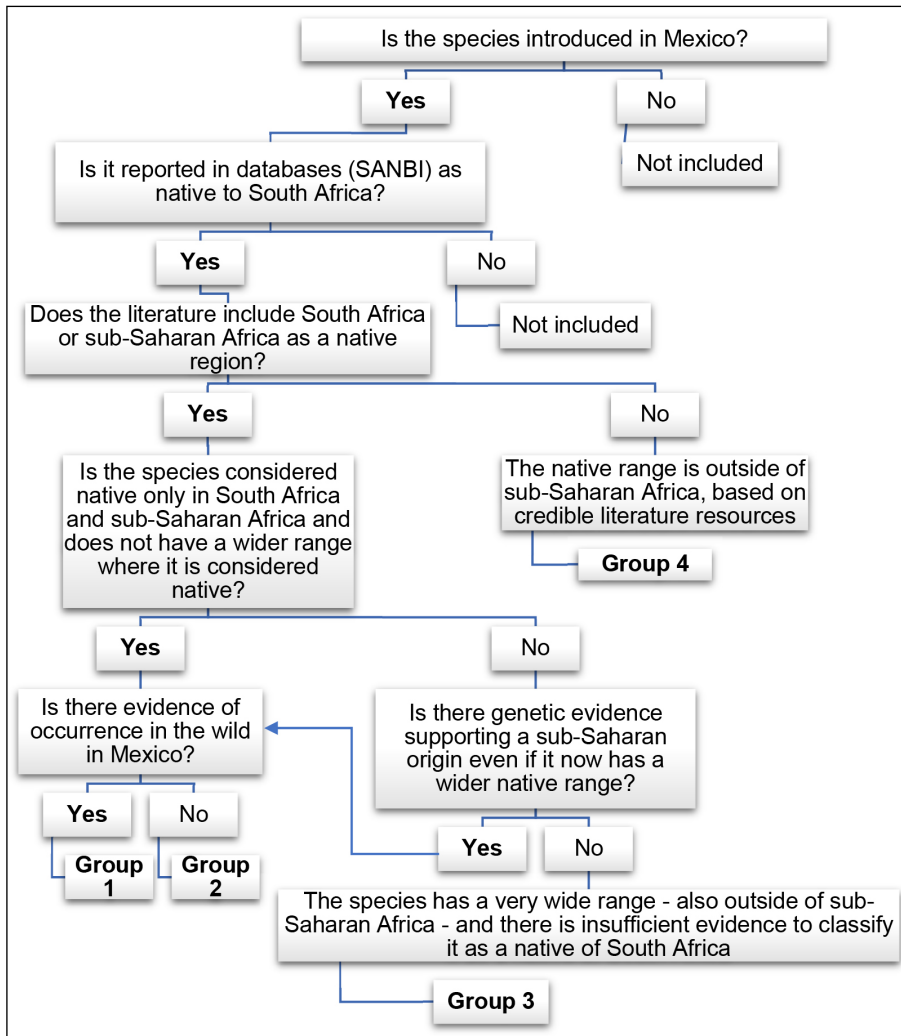 Is the species introduced in Mexico?
Yes
No
Not included
Is it reported in databases (SANBI) as
native to South Africa?
Yes
No
Not included
Does the literature include South Africa
or sub-Saharan Africa as a native
region?
Yes
No
Is the species considered
native only in South Africa
and sub-Saharan Africa and
does not have a wider range
where it is considered
native?
The native range is outside of
sub-Saharan Africa, based on
credible literature resources
Group 4
Yes
No
Is there evidence of
occurrence in the wild
in Mexico?
Is there genetic evidence
supporting a sub-Saharan
origin even if it now has a
wider native range?
Yes
No
Yes
No
Group
1
Group
2
The species has a very wide range - also outside of sub-
Saharan Africa - and there is insufficient evidence to classify
it as a native of South Africa
Group 3